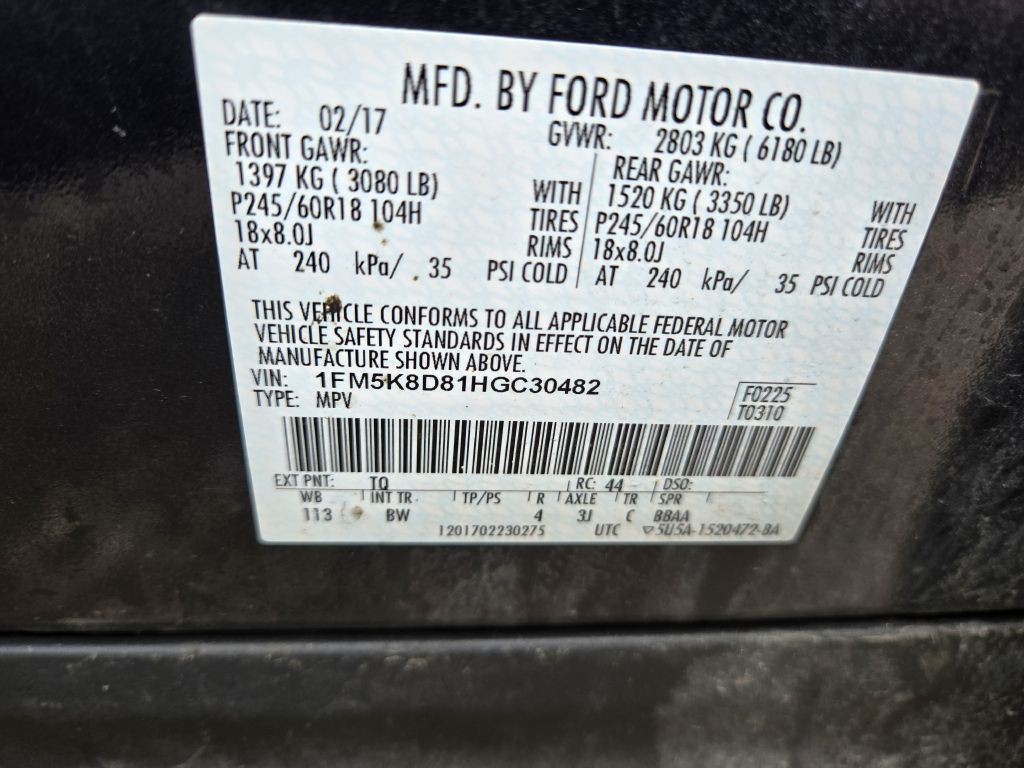 MFD. BY FORD MOTOR CO.
DATE: 02/17 GVWR: 2803 KG ( 6180 LB)
FRONT GAWR: REAR GAWR:
1397 KG ( 3080 LB) WITH 1520 KG ( 3350 LB) WITH
P245/60R18 104H TIRES P245/60R18 104H TIRES
18x8.0J RIMS 18x8.0J RIMS
AT 240 kPa/ 35 PSI COLD AT 240 kPa/ 35 PSI COLD
THIS VEHICLE CONFORMS TO ALL APPLICABLE FEDERAL MOTOR
VEHICLE SAFETY STANDARDS IN EFFECT ON THE DATE OF
MANUFACTURE SHOWN ABOVE.
VIN: 1FM5K8D81HGC30482
TYPE: MPV
F0225
T0310
EXT PNT: TQ RC: 44 DSO:
WB INT TR TP/PS R AXLE TR SPR
113 BW 4 3J C BBAA
1201702230275 UTC ▽5U5A-1520472-BA